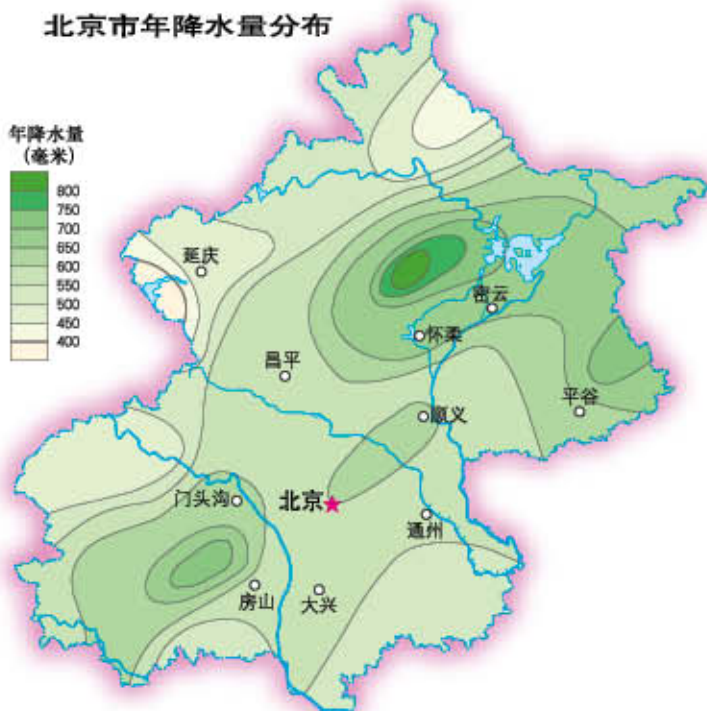 北京市年降水量分布
年降水量
(毫米)
800
750
700
650
600
550
500
450
400
延庆
密云
怀柔
昌平
平谷
顺义
门头沟
北京
通州
房山
大兴